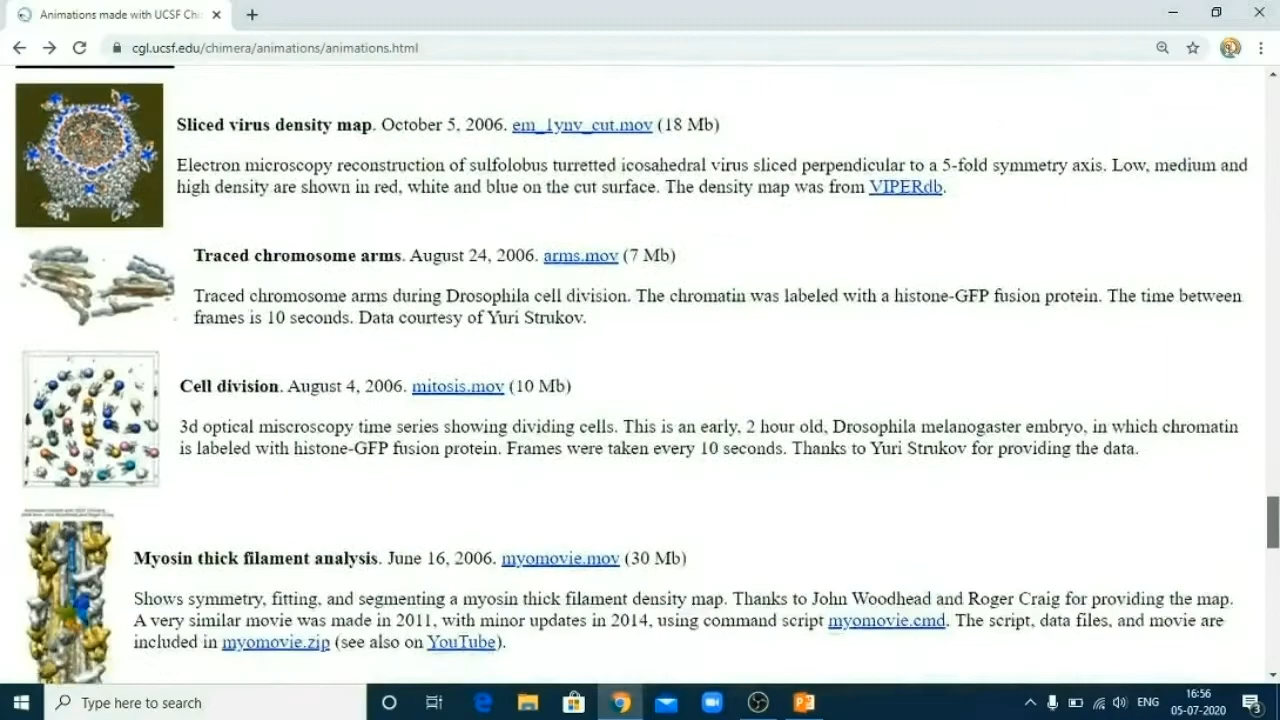 Animations made with UCSF Chi
cgl.ucsf.edu/chimera/animations/animations.html
Sliced virus density map. October 5, 2006. em_1ynv_cut.mov (18 Mb)
Electron microscopy reconstruction of sulfolobus turretted icosahedral virus sliced perpendicular to a 5-fold symmetry axis. Low, medium and
high density are shown in red, white and blue on the cut surface. The density map was from VIPERdb.
Traced chromosome arms. August 24, 2006. arms.mov (7 Mb)
Traced chromosome arms during Drosophila cell division. The chromatin was labeled with a histone-GFP fusion protein. The time between
frames is 10 seconds. Data courtesy of Yuri Strukov.
Cell division. August 4, 2006. mitosis.mov (10 Mb)
3d optical miscroscopy time series showing dividing cells. This is an early, 2 hour old, Drosophila melanogaster embryo, in which chromatin
is labeled with histone-GFP fusion protein. Frames were taken every 10 seconds. Thanks to Yuri Strukov for providing the data.
Myosin thick filament analysis. June 16, 2006. myomovie.mov (30 Mb)
Shows symmetry, fitting, and segmenting a myosin thick filament density map. Thanks to John Woodhead and Roger Craig for providing the map.
A very similar movie was made in 2011, with minor updates in 2014, using command script myomovie.cmd. The script, data files, and movie are
included in myomovie.zip (see also on YouTube).
Type here to search
ENG
16:56
05-07-2020
3